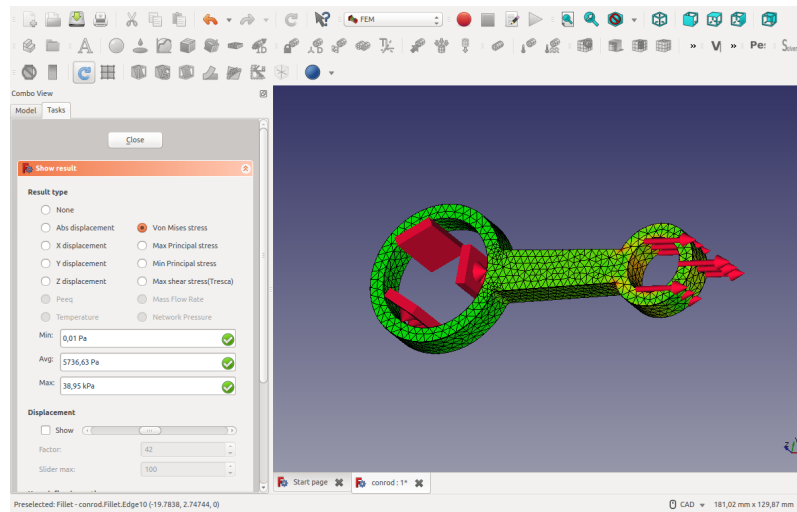 FEM
» V » Pe:
Combo View
Model Tasks
Close
Show result
Result type
None
Abs displacement Von Mises stress
X displacement Max Principal stress
Y displacement Min Principal stress
Z displacement Max shear stress(Tresca)
Peeq Mass Flow Rate
Temperature Network Pressure
Min: 0,01 Pa
Avg: 5736,63 Pa
Max: 38,95 kPa
Displacement
Show
Factor: 42
Slider max: 100
Start page conrod : 1*
Preselected: Fillet - conrod.Fillet.Edge10 (-19.7838, 2.74744, 0) CAD 181,02 mm x 129,87 mm